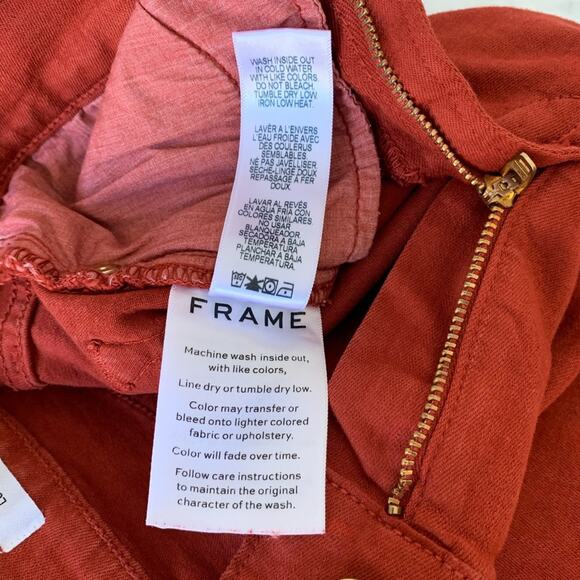 WASH INSIDE OUT
IN COLD WATER
WITH LIKE COLORS
DO NOT BLEACH.
TUMBLE DRY LOW.
IRON LOW HEAT.
LAVÉR A L'ENVERS
L'EAU FROIDE AVEC
DES COULERUS
SEMBLABLES.
NE PAS JAVELLISER
SÈCHE-LINGE DOUX
REPASSAGE A FER
DOUX.
LAVAR AL REVÉS
EN AGUA FRIA CON
COLORES SIMILARES
NO USAR
BLANQUEADOR.
SECADORA A BAJA
TEMPERATURA.
PLANCHAR A BAJA
TEMPERATURA.
FRAME
Machine wash inside out,
with like colors,
Line dry or tumble dry low.
Color may transfer or
bleed onto lighter colored
fabric or upholstery.
Color will fade over time.
Follow care instructions
to maintain the original
character of the wash.